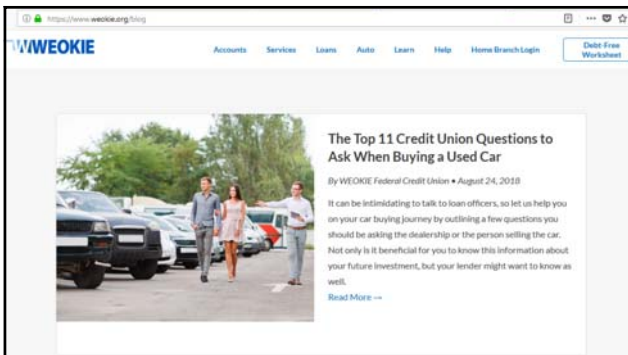 https://www.weokie.org/blog
WEOKIE
Accounts Services Loans Auto Learn Help Home Branch Login
Debt-Free
Worksheet
The Top 11 Credit Union Questions to
Ask When Buying a Used Car
By WEOKIE Federal Credit Union • August 24, 2018
It can be intimidating to talk to loan officers, so let us help you
on your car buying journey by outlining a few questions you
should be asking the dealership or the person selling the car.
Not only is it beneficial for you to know this information about
your future investment, but your lender might want to know as
well.
Read More →